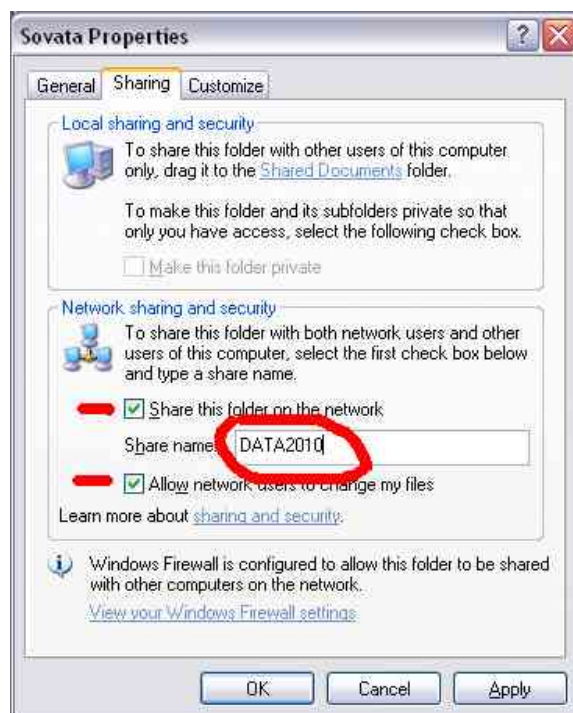 Sovata Properties
General Sharing Customize
Local sharing and security
To share this folder with other users of this computer
only, drag it to the Shared Documents folder.
To make this folder and its subfolders private so that
only you have access, select the following check box.
Make this folder private
Network sharing and security
To share this folder with both network users and other
users of this computer, select the first check box below
and type a share name.
Share this folder on the network
Share name: DATA2010
Allow network users to change my files
Learn more about sharing and security.
Windows Firewall is configured to allow this folder to be shared
with other computers on the network.
View your Windows Firewall settings
OK Cancel Apply